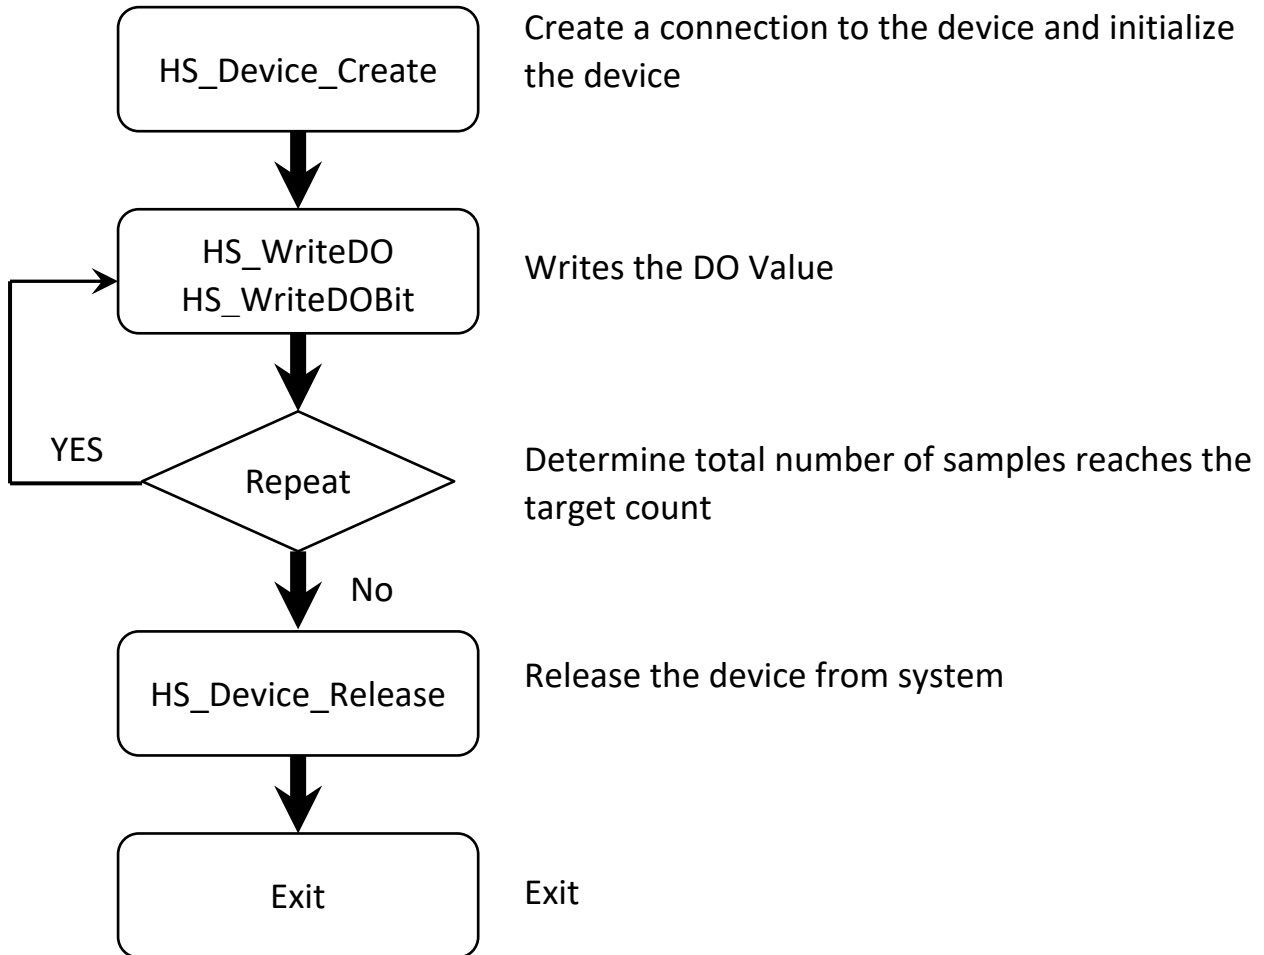 HS_Device_Create
Create a connection to the device and initialize
the device
HS_WriteDO
HS_WriteDOBit
Writes the DO Value
YES
Repeat
Determine total number of samples reaches the
target count
No
HS_Device_Release
Release the device from system
Exit
Exit